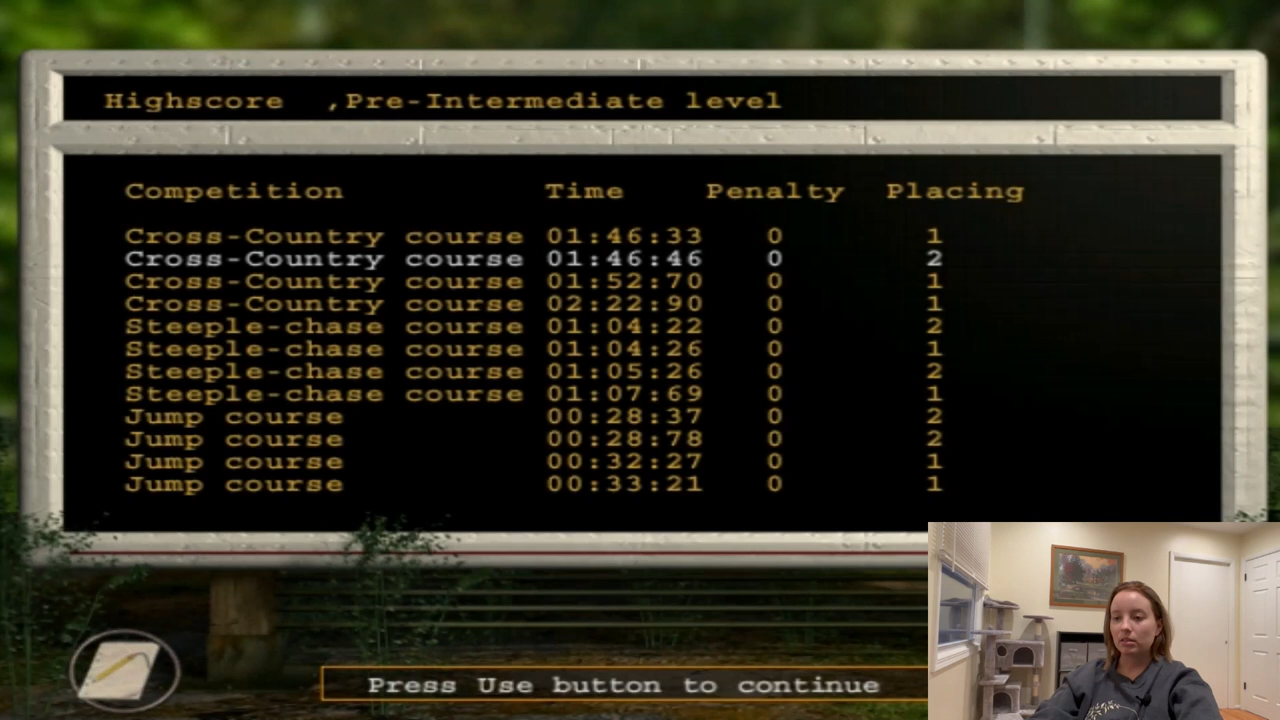 Highscore ,Pre-Intermediate level
Competition Time Penalty Placing
Cross-Country course 01:46:33 0 1
Cross-Country course 01:46:46 0 2
Cross-Country course 01:52:70 0 1
Cross-Country course 02:22:90 0 1
Steeple-chase course 01:04:22 0 2
Steeple-chase course 01:04:26 0 1
Steeple-chase course 01:05:26 0 2
Steeple-chase course 01:07:69 0 1
Jump course 00:28:37 0 2
Jump course 00:28:78 0 2
Jump course 00:32:27 0 1
Jump course 00:33:21 0 1
Press Use button to continue